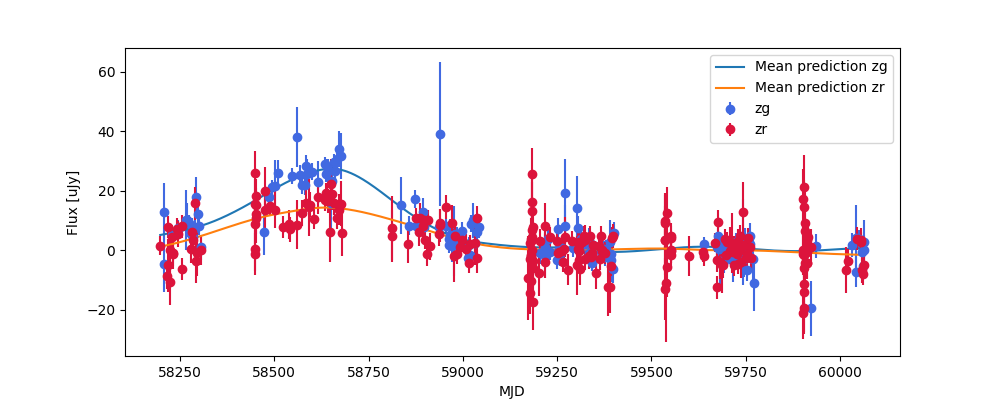 Mean prediction zg
Mean prediction zr
zg
zr
60
40
20
0
−20
Flux [uJy]
58250
58500
58750
59000
59250
59500
59750
60000
MJD